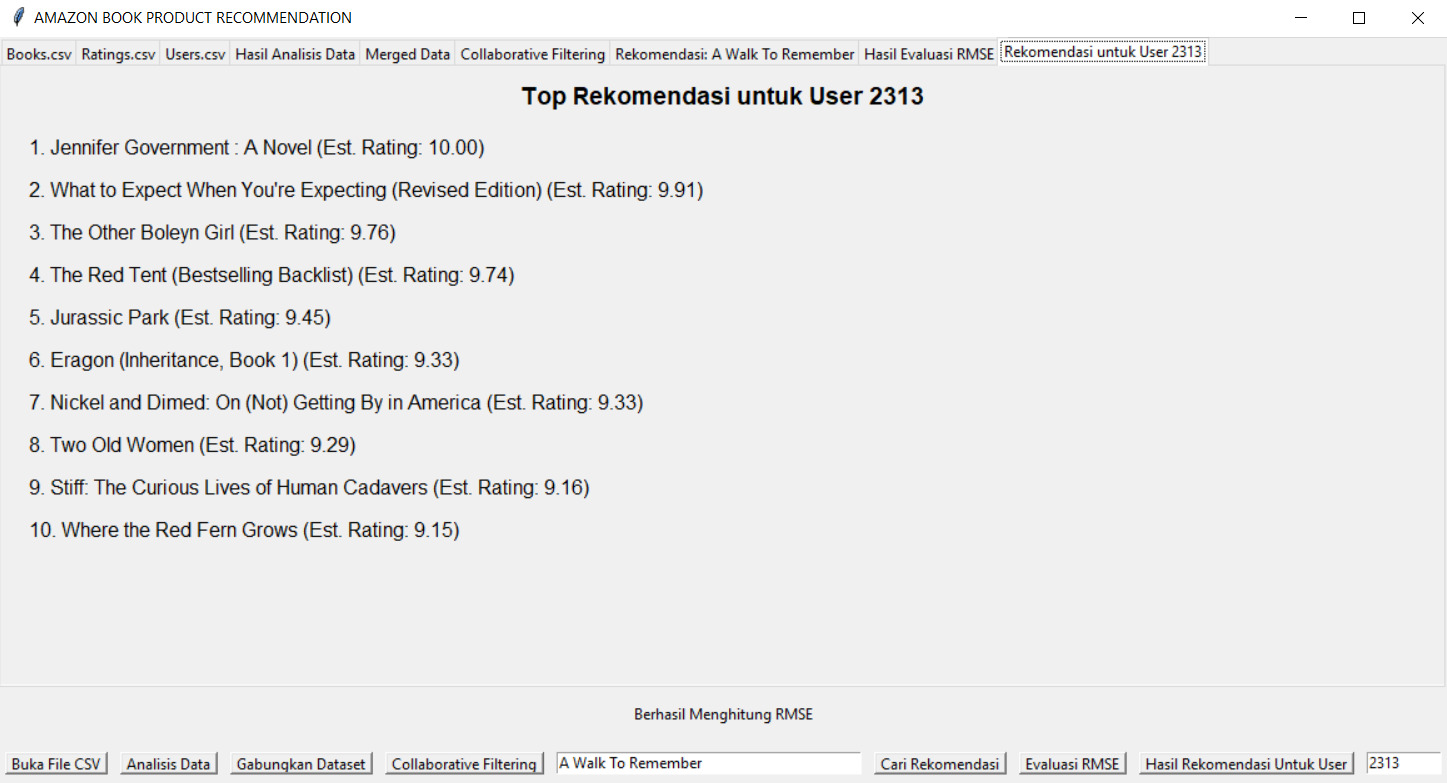 AMAZON BOOK PRODUCT RECOMMENDATION
Books.csv Ratings.csv Users.csv Hasil Analisis Data Merged Data Collaborative Filtering Rekomendasi: A Walk To Remember Hasil Evaluasi RMSE Rekomendasi untuk User 2313
Top Rekomendasi untuk User 2313
1. Jennifer Government : A Novel (Est. Rating: 10.00)
2. What to Expect When You're Expecting (Revised Edition) (Est. Rating: 9.91)
3. The Other Boleyn Girl (Est. Rating: 9.76)
4. The Red Tent (Bestselling Backlist) (Est. Rating: 9.74)
5. Jurassic Park (Est. Rating: 9.45)
6. Eragon (Inheritance, Book 1) (Est. Rating: 9.33)
7. Nickel and Dimed: On (Not) Getting By in America (Est. Rating: 9.33)
8. Two Old Women (Est. Rating: 9.29)
9. Stiff: The Curious Lives of Human Cadavers (Est. Rating: 9.16)
10. Where the Red Fern Grows (Est. Rating: 9.15)
Berhasil Menghitung RMSE
Buka File CSV Analisis Data Gabungkan Dataset Collaborative Filtering A Walk To Remember Cari Rekomendasi Evaluasi RMSE Hasil Rekomendasi Untuk User 2313